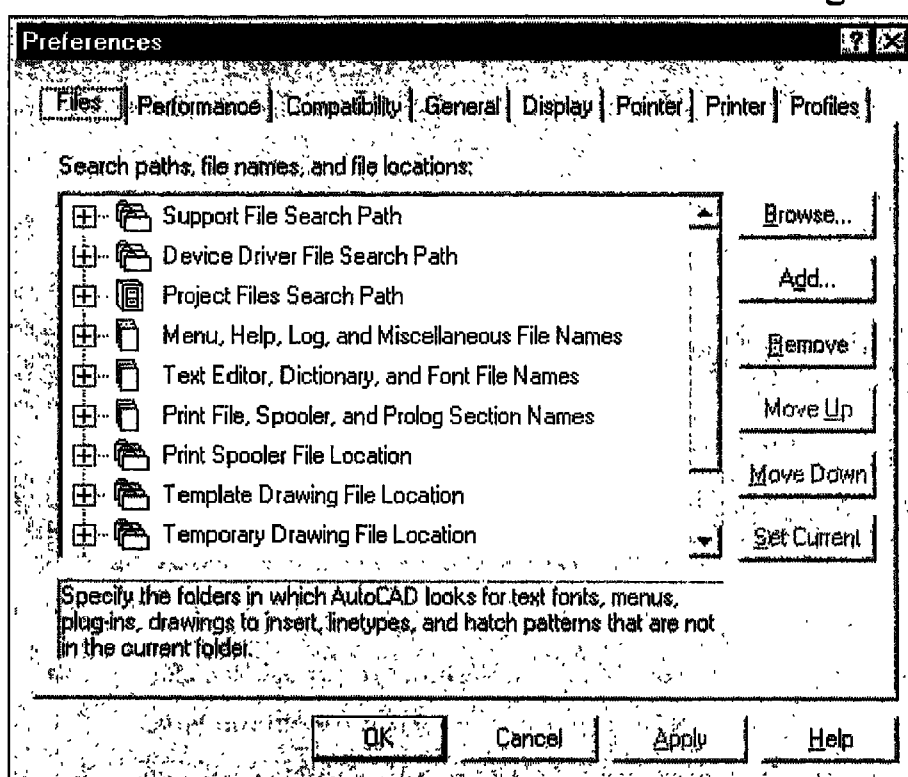 Preferences
Files Performance Compatibility General Display Pointer Printer Profiles
Search paths, file names, and file locations:
Support File Search Path
Device Driver File Search Path
Project Files Search Path
Menu, Help, Log, and Miscellaneous File Names
Text Editor, Dictionary, and Font File Names
Print File, Spooler, and Prolog Section Names
Print Spooler File Location
Template Drawing File Location
Temporary Drawing File Location
Browse...
Add...
Remove
Move Up
Move Down
Set Current
Specify the folders in which AutoCAD looks for text fonts, menus,
plug-ins, drawings to insert, linetypes, and hatch patterns that are not
in the current folder.
OK Cancel Apply Help